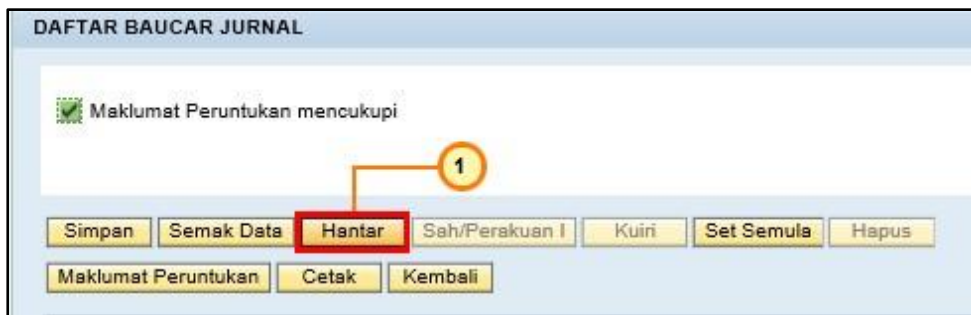 DAFTAR BAUCAR JURNAL
Maklumat Peruntukan mencukupi
1
Simpan Semak Data Hantar Sah/Perakuan I Kuiri Set Semula Hapus
Maklumat Peruntukan Cetak Kembali